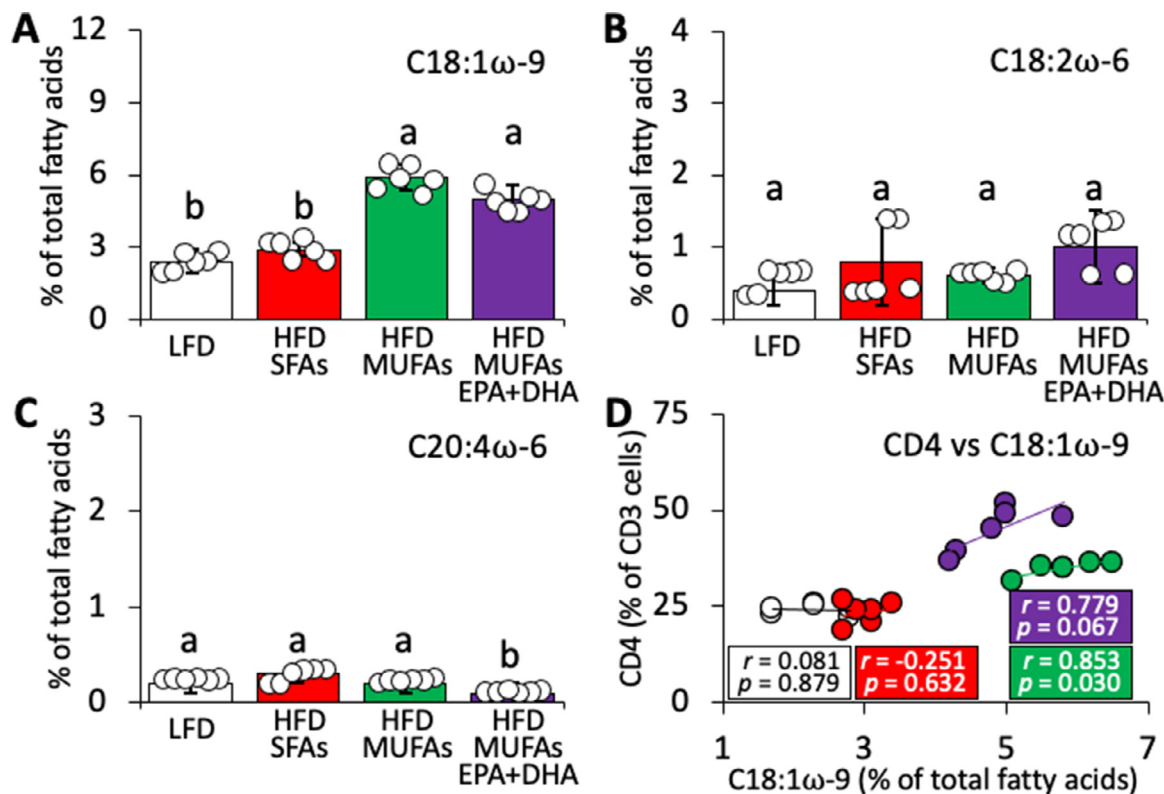 A
% of total fatty acids
12
9
6
3
0
C18:1ω-9
b
b
a
a
LFD
HFD
SFAs
HFD
MUFAs
HFD
MUFAs
EPA+DHA
B
% of total fatty acids
4
3
2
1
0
C18:2ω-6
a
a
a
a
LFD
HFD
SFAs
HFD
MUFAs
HFD
MUFAs
EPA+DHA
C
% of total fatty acids
3
2
1
0
C20:4ω-6
a
a
a
b
LFD
HFD
SFAs
HFD
MUFAs
HFD
MUFAs
EPA+DHA
D
CD4 (% of CD3 cells)
75
50
25
0
CD4 vs C18:1ω-9
r = 0.779
p = 0.067
r = 0.081
p = 0.879
r = -0.251
p = 0.632
r = 0.853
p = 0.030
1
3
5
7
C18:1ω-9 (% of total fatty acids)